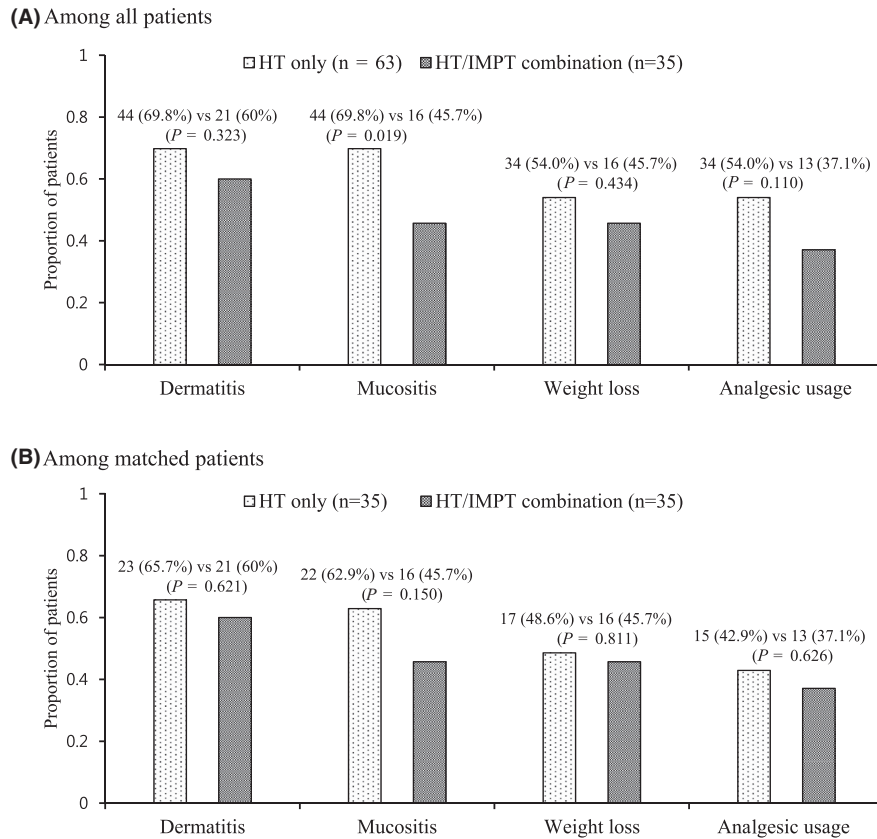 (A) Among all patients
HT only (n = 63) HT/IMPT combination (n=35)
44 (69.8%) vs 21 (60%)
(P = 0.323)
44 (69.8%) vs 16 (45.7%)
(P = 0.019)
34 (54.0%) vs 16 (45.7%)
(P = 0.434)
34 (54.0%) vs 13 (37.1%)
(P = 0.110)
Proportion of patients
1
0.8
0.6
0.4
0.2
0
Dermatitis Mucositis Weight loss Analgesic usage
(B) Among matched patients
HT only (n=35) HT/IMPT combination (n=35)
23 (65.7%) vs 21 (60%)
(P = 0.621)
22 (62.9%) vs 16 (45.7%)
(P = 0.150)
17 (48.6%) vs 16 (45.7%)
(P = 0.811)
15 (42.9%) vs 13 (37.1%)
(P = 0.626)
Proportion of patients
1
0.8
0.6
0.4
0.2
0
Dermatitis Mucositis Weight loss Analgesic usage